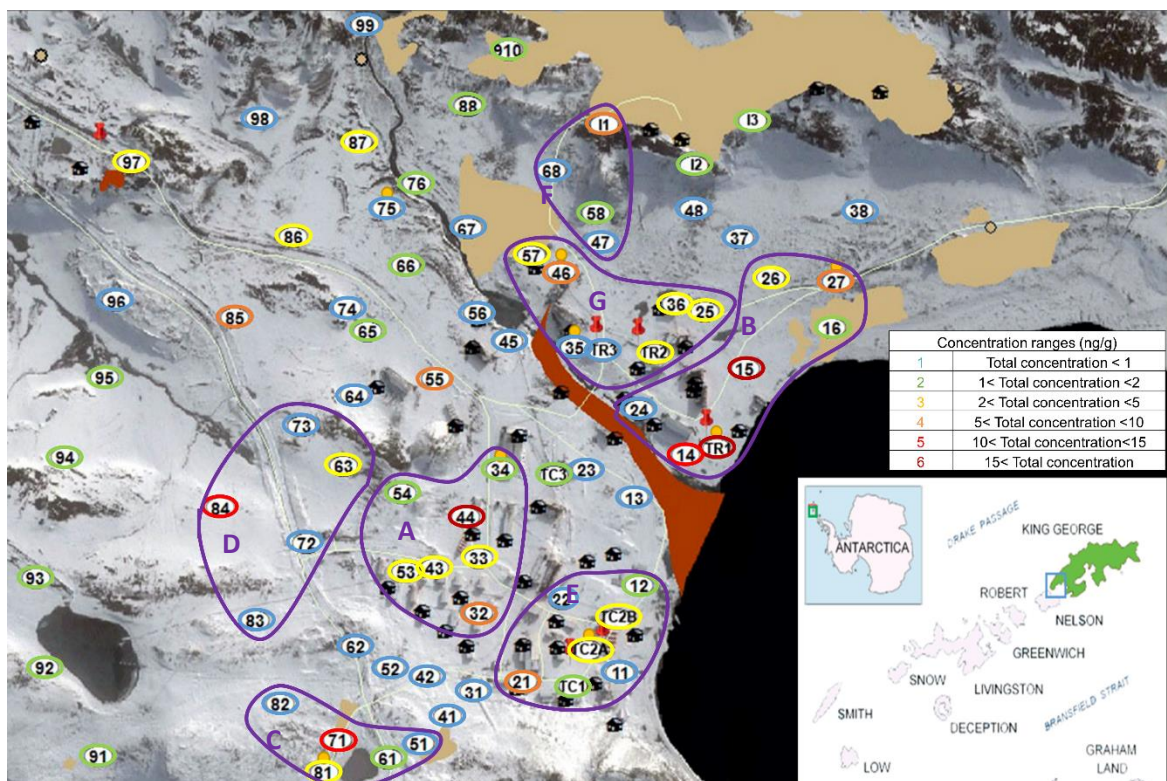 99
910
88
I1
I3
98
87
97
68
I2
F
76
58
75
48
38
67
47
37
86
57
66
46
26
27
96
74
56
36
25
G
B
16
85
65
45
35
TR3
TR2
15
95
55
64
24
73
TR1
14
94
63
34
TC3
23
54
13
84
44
A
D
72
33
53
43
93
12
22
E
32
83
TC2B
62
TC2A
92
52
42
11
21
TC1
31
82
41
C
71
51
91
61
81
Concentration ranges (ng/g)
1 Total concentration < 1
2 1< Total concentration <2
3 2< Total concentration <5
4 5< Total concentration <10
5 10< Total concentration<15
6 15< Total concentration
ANTARCTICA
DRAKE PASSAGE
KING GEORGE
ROBERT
NELSON
GREENWICH
SNOW
LIVINGSTON
SMITH
DECEPTION
BRANSFIELD STRAIT
LOW
GRAHAM
LAND